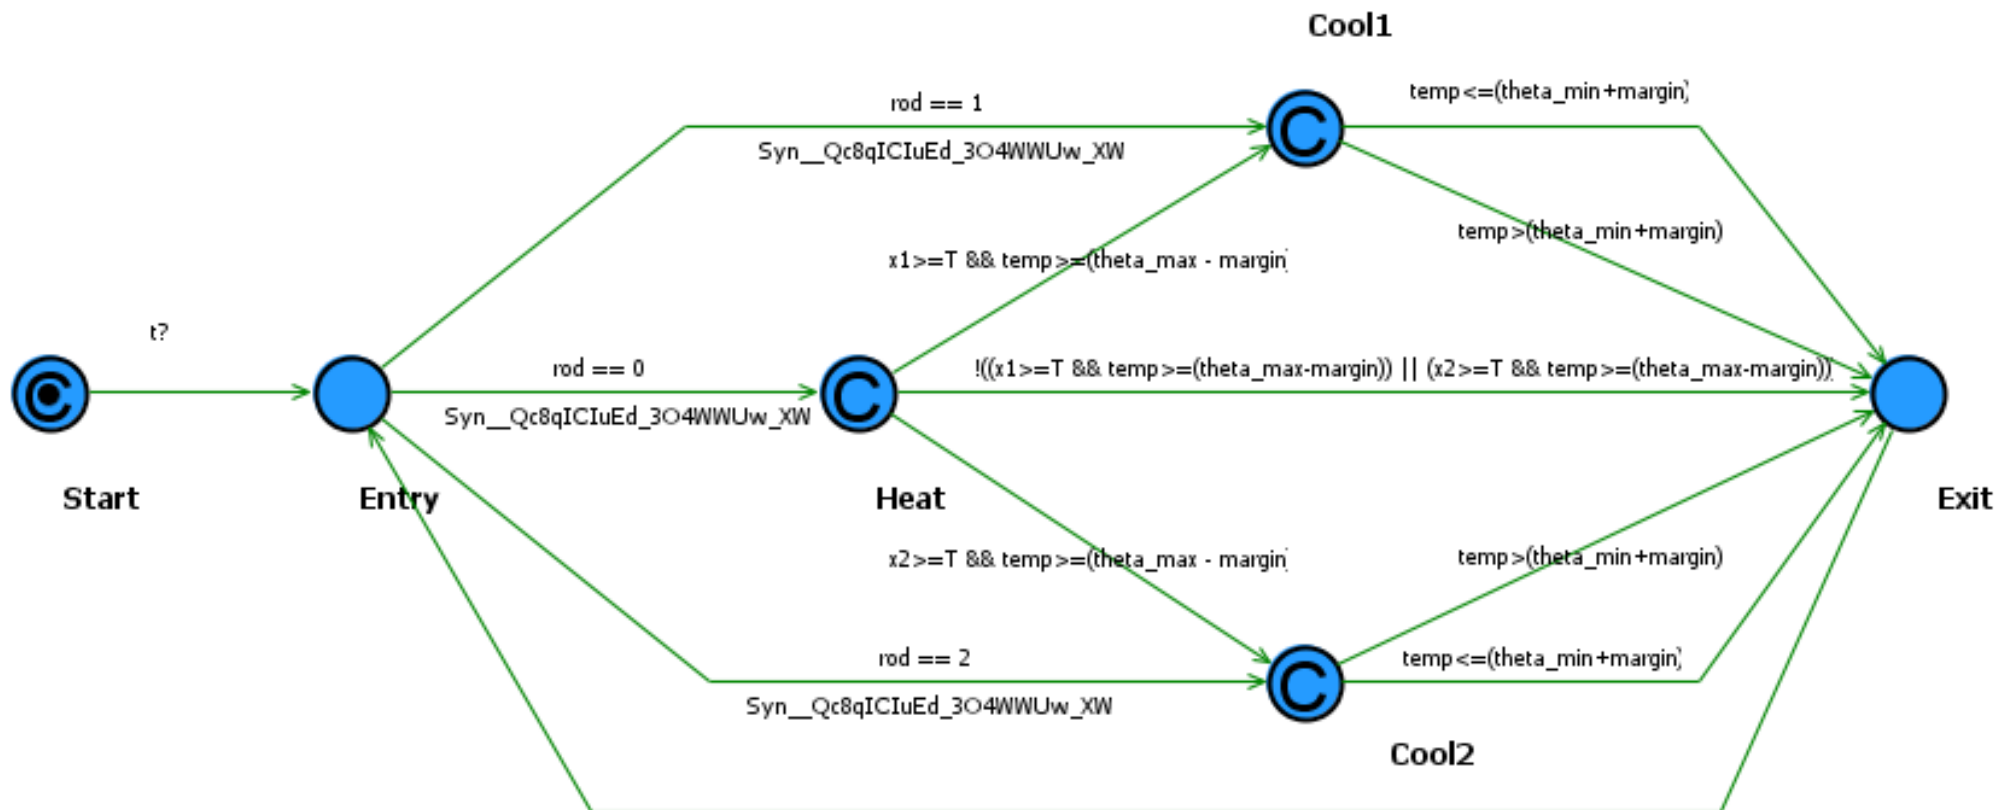 Cool1
temp<=(theta_min+margin)
rod == 1
Syn__Qc8qICIuEd_3O4WWUw_XW
temp>(theta_min+margin)
x1>=T && temp>=(theta_max - margin)
t?
rod == 0
!((x1>=T && temp>=(theta_max-margin)) || (x2>=T && temp>=(theta_max-margin))
Syn__Qc8qICIuEd_3O4WWUw_XW
C
C
C
C
Start
Entry
Heat
Exit
x2>=T && temp>=(theta_max - margin)
temp>(theta_min+margin)
rod == 2
temp<=(theta_min+margin)
Syn__Qc8qICIuEd_3O4WWUw_XW
Cool2